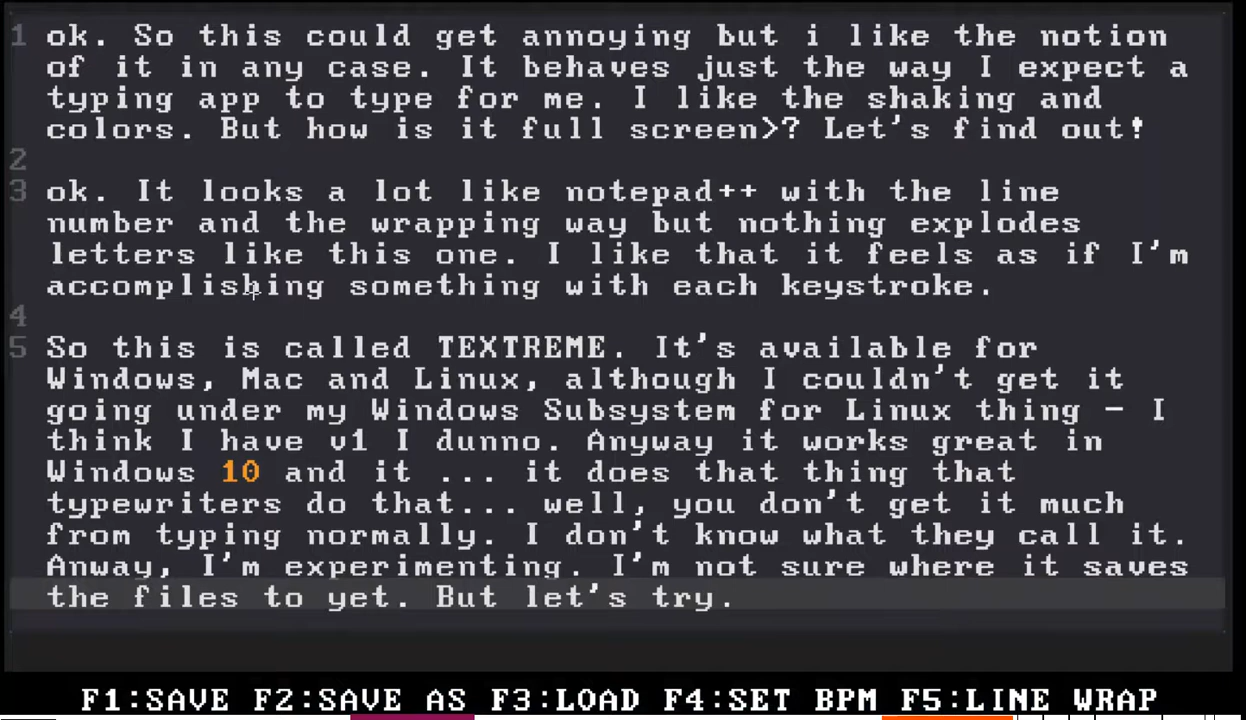 1 ok. So this could get annoying but i like the notion
of it in any case. It behaves just the way I expect a
typing app to type for me. I like the shaking and
colors. But how is it full screen>? Let's find out!
2
3 ok. It looks a lot like notepad++ with the line
number and the wrapping way but nothing explodes
letters like this one. I like that it feels as if I'm
accomplishing something with each keystroke.
4
5 So this is called TEXTREME. It's available for
Windows, Mac and Linux, although I couldn't get it
going under my Windows Subsystem for Linux thing - I
think I have v1 I dunno. Anyway it works great in
Windows 10 and it ... it does that thing that
typewriters do that... well, you don't get it much
from typing normally. I don't know what they call it.
Anway, I'm experimenting. I'm not sure where it saves
the files to yet. But let's try.
F1:SAVE F2:SAVE AS F3:LOAD F4:SET BPM F5:LINE WRAP